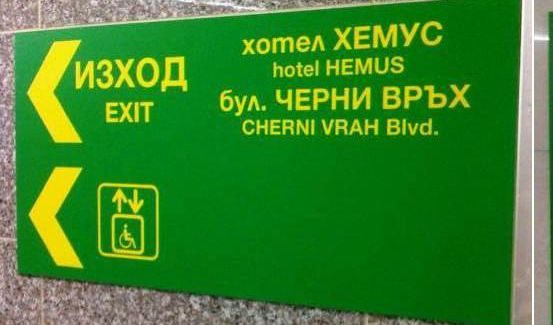 ИЗХОД
EXIT
хотел ХЕМУС
hotel HEMUS
бул. ЧЕРНИ ВРЪХ
CHERNI VRAH Blvd.